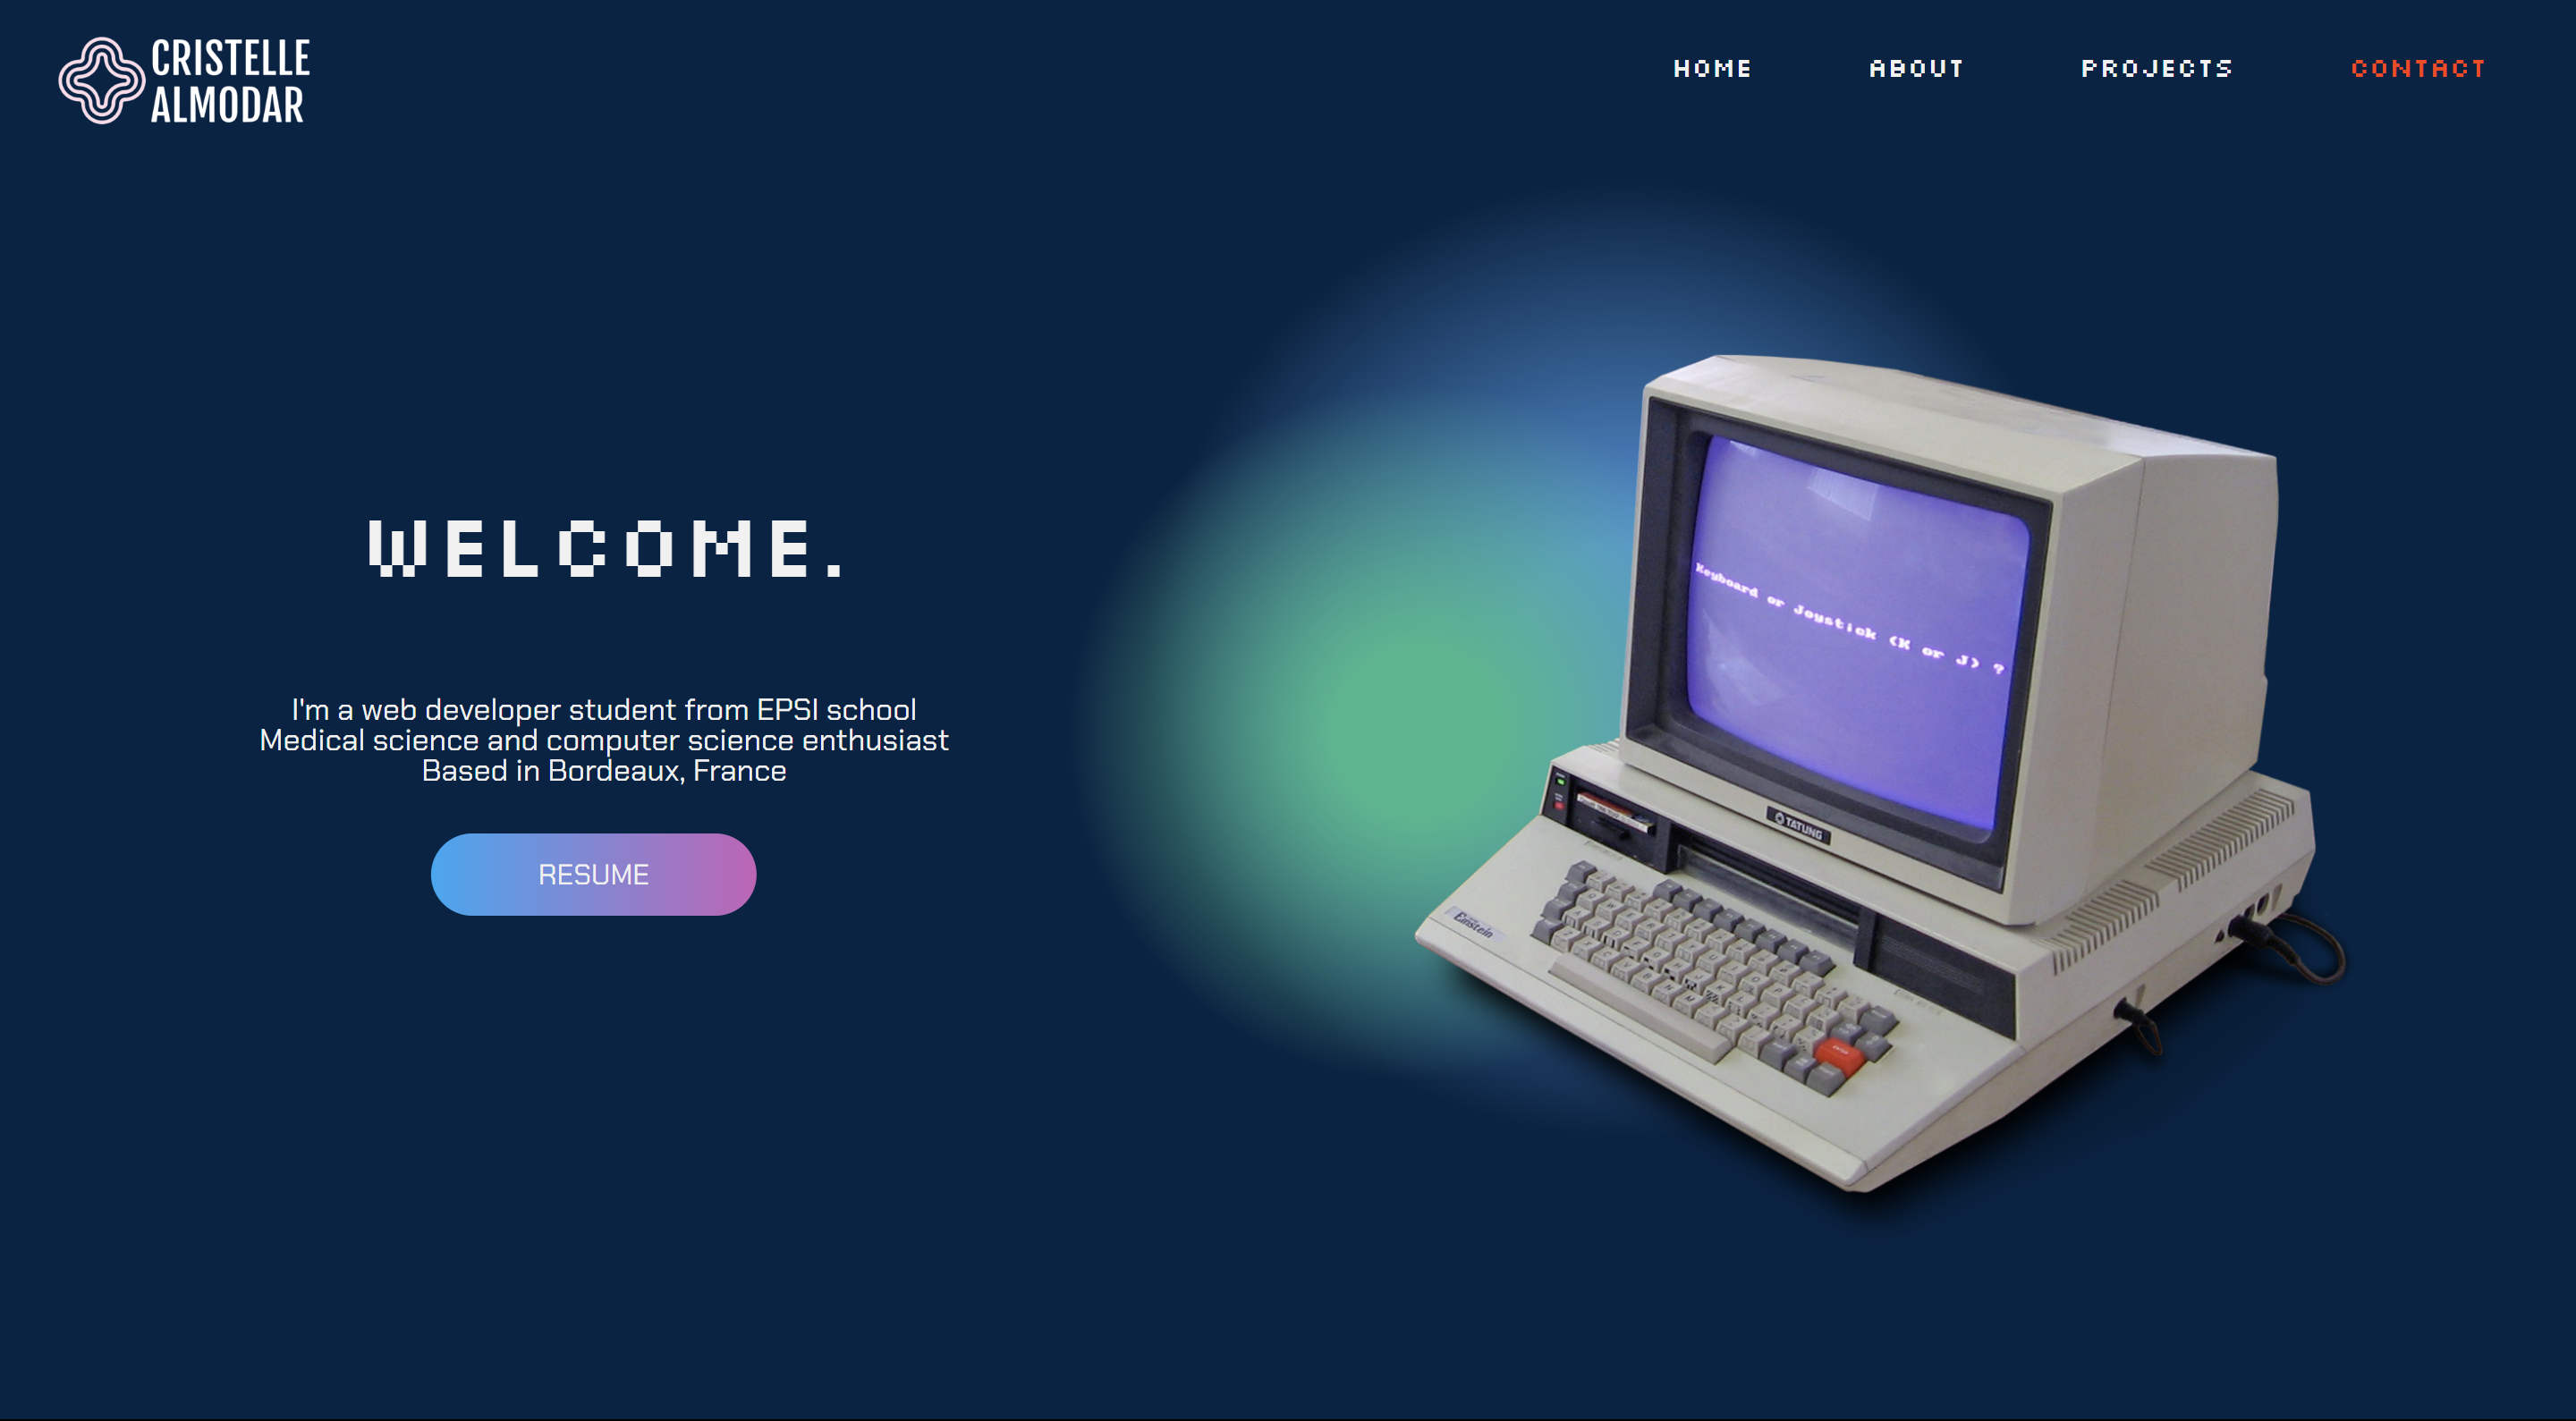 CRISTELLE
ALMODAR
HOME ABOUT PROJECTS CONTACT
WELCOME.
I'm a web developer student from EPSI school
Medical science and computer science enthusiast
Based in Bordeaux, France
RESUME
Keyboard or Joystick (K or J) ?
TATUNG
Einstein